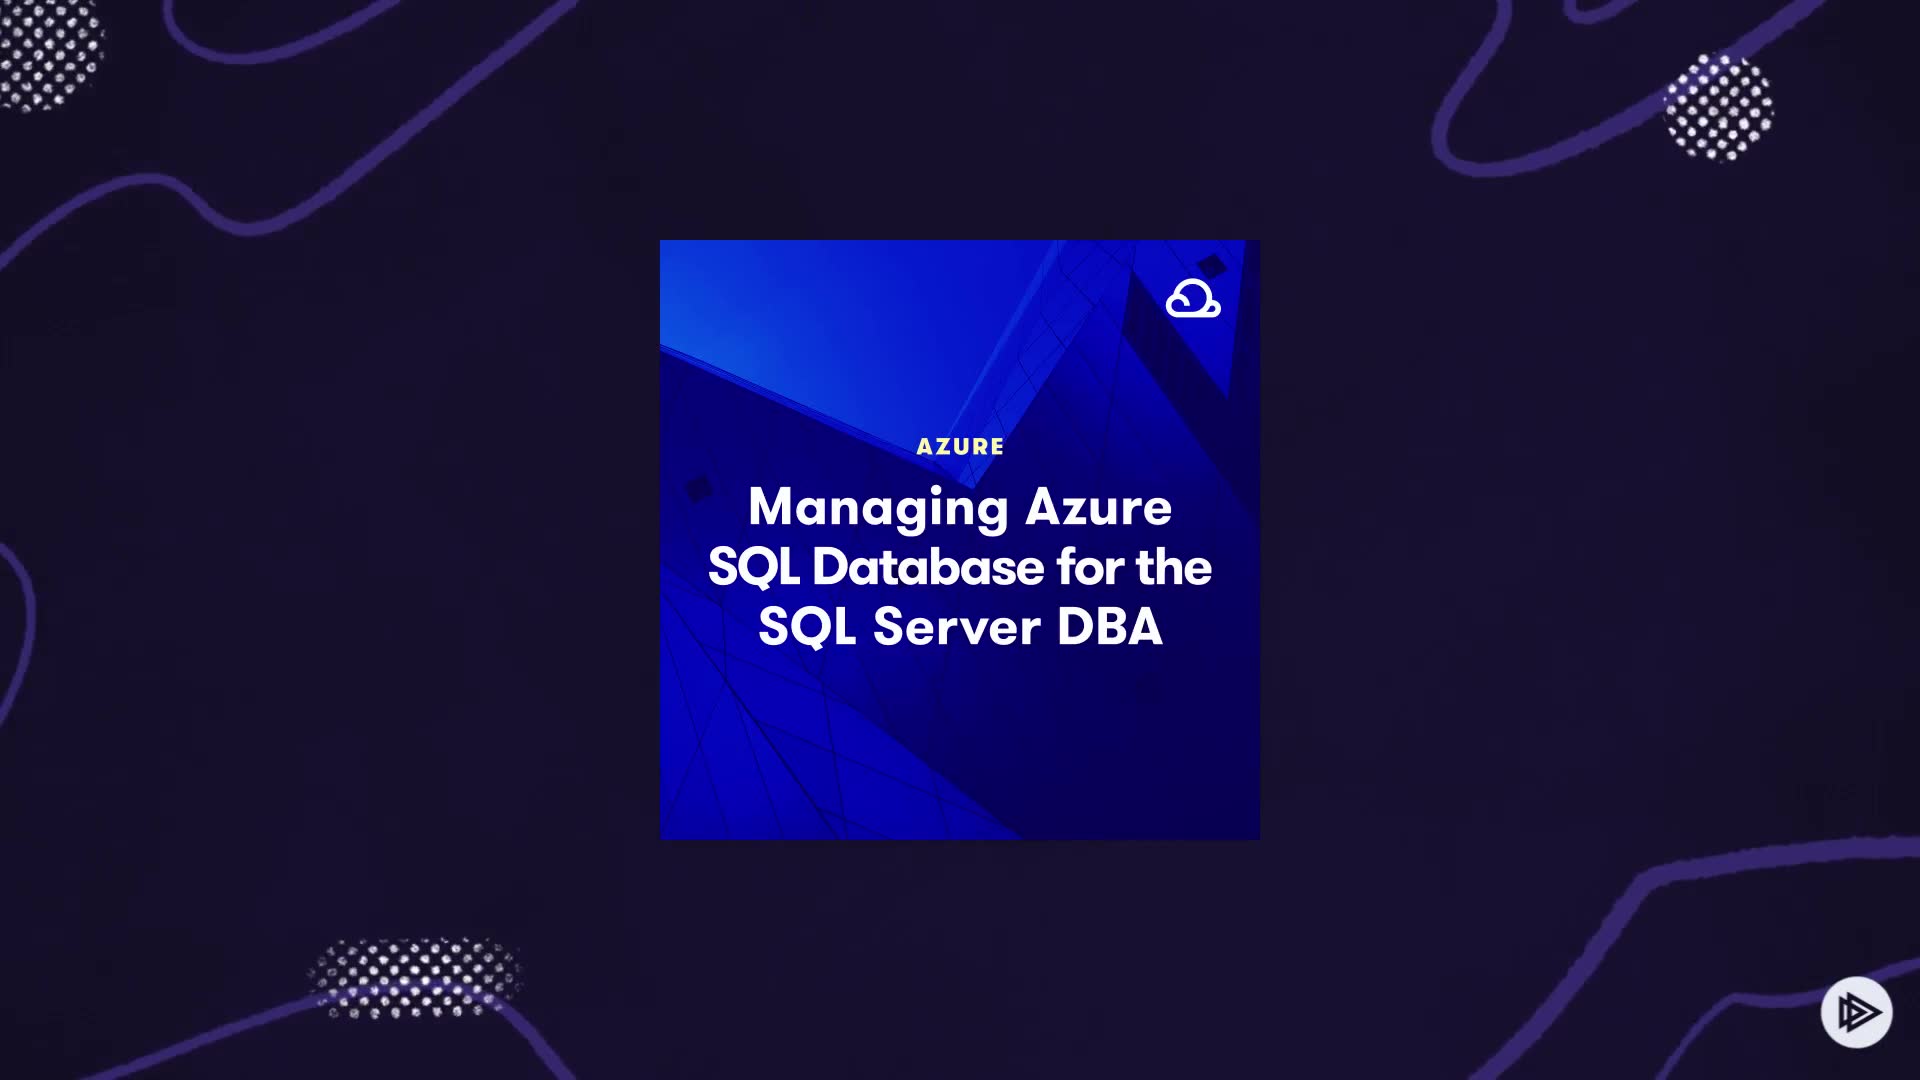 AZURE
Managing Azure
SQL Database for the
SQL Server DBA